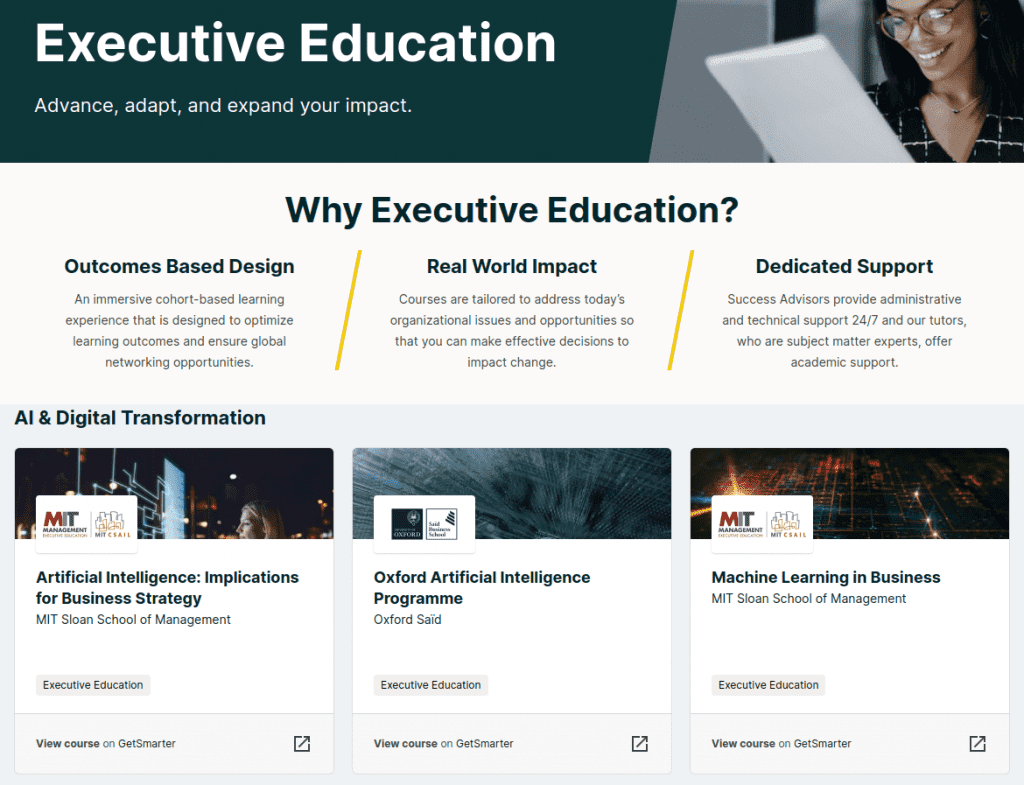 Executive Education
Advance, adapt, and expand your impact.
Why Executive Education?
Outcomes Based Design
An immersive cohort-based learning
experience that is designed to optimize
learning outcomes and ensure global
networking opportunities.
Real World Impact
Courses are tailored to address today’s
organizational issues and opportunities so
that you can make effective decisions to
impact change.
Dedicated Support
Success Advisors provide administrative
and technical support 24/7 and our tutors,
who are subject matter experts, offer
academic support.
AI & Digital Transformation
MIT
MANAGEMENT
EXECUTIVE EDUCATION
MIT CSAIL
Artificial Intelligence: Implications
for Business Strategy
MIT Sloan School of Management
Executive Education
View course on GetSmarter
UNIVERSITY OF
OXFORD
Saïd
Business
School
Oxford Artificial Intelligence
Programme
Oxford Saïd
Executive Education
View course on GetSmarter
MIT
MANAGEMENT
EXECUTIVE EDUCATION
MIT CSAIL
Machine Learning in Business
MIT Sloan School of Management
Executive Education
View course on GetSmarter